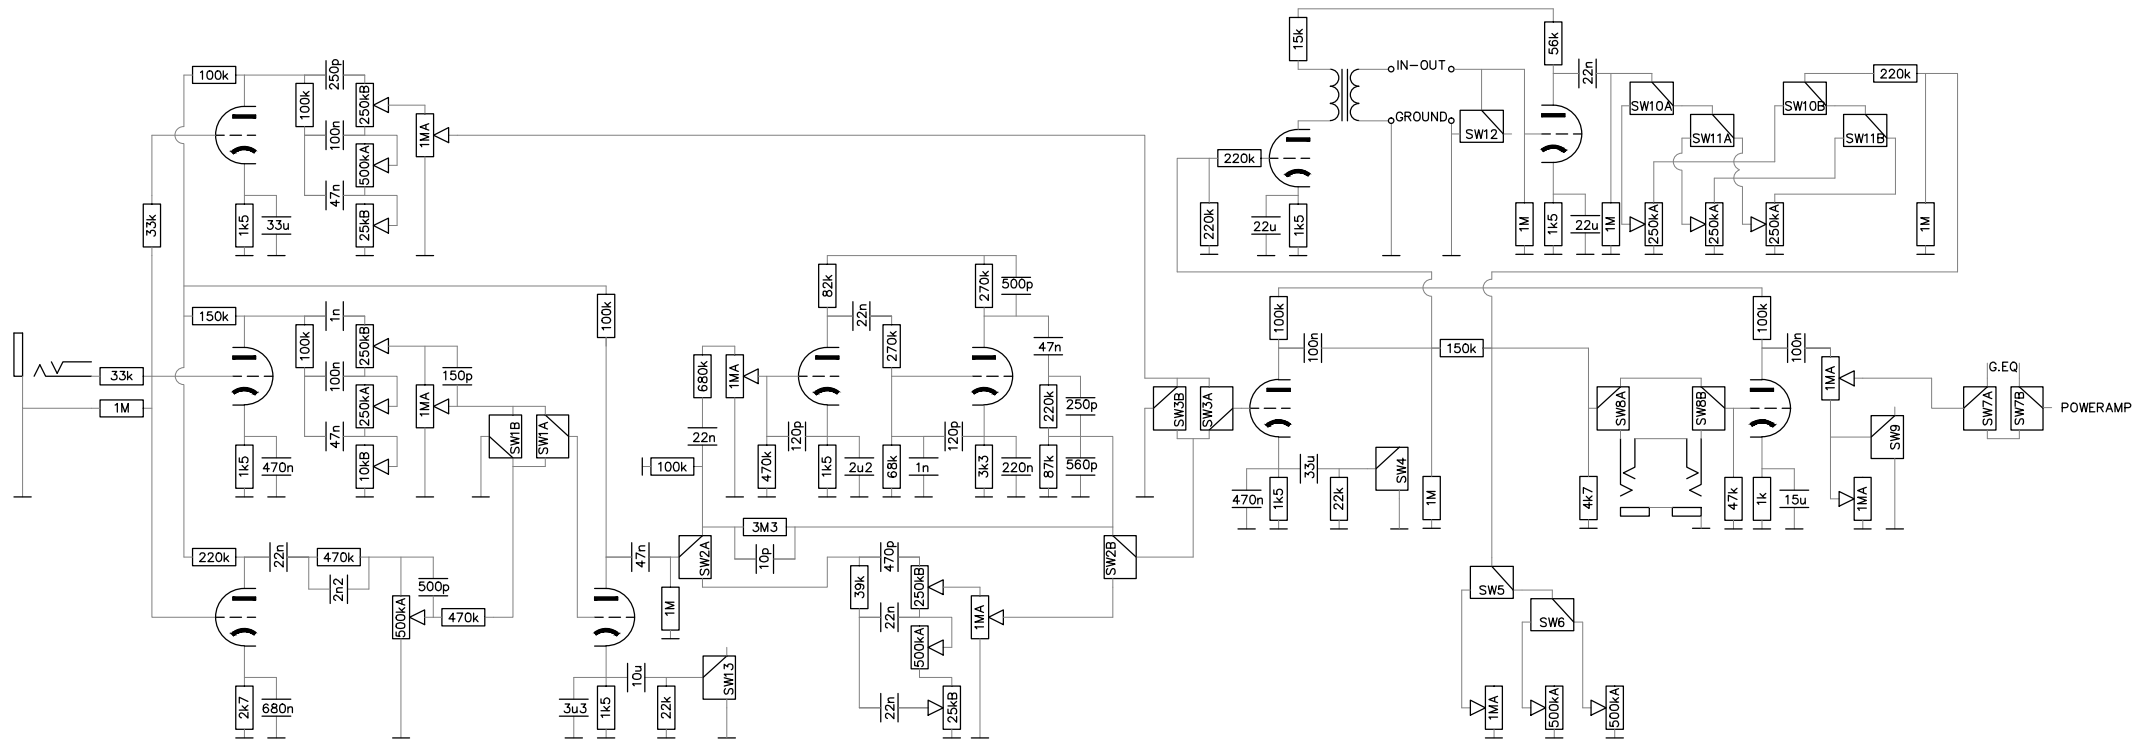 100k
250p
100k
250kB
100n
500kA
47n
25kB
1MA
33k
1k5
33u
150k
1n
100k
250kB
100n
250kA
47n
10kB
1MA
150p
33k
1M
1k5
470n
SW1B
SW1A
220k
22n
470k
2n2
500p
500kA
470k
2k7
680n
100k
47n
1M
3u3
1k5
10u
22k
SW13
SW2A
100k
22n
680k
1MA
470k
120p
82k
22n
1k5
2u2
270k
68k
1n
120p
270k
500p
3k3
220n
47n
220k
250p
87k
560p
3M3
10p
470p
39k
250kB
22n
500kA
22n
25kB
1MA
SW2B
SW3B
SW3A
15k
IN-OUT
GROUND
SW12
220k
220k
22u
1k5
56k
22n
1M
1k5
22u
1M
SW10A
SW11A
SW10B
SW11B
220k
250kA
250kA
250kA
1M
100k
100n
150k
470n
1k5
33u
22k
SW4
1M
4k7
SW8A
SW8B
47k
100k
100n
1k
15u
1MA
1MA
SW9
G.EQ
SW7A
SW7B
POWERAMP
SW5
SW6
1MA
500kA
500kA